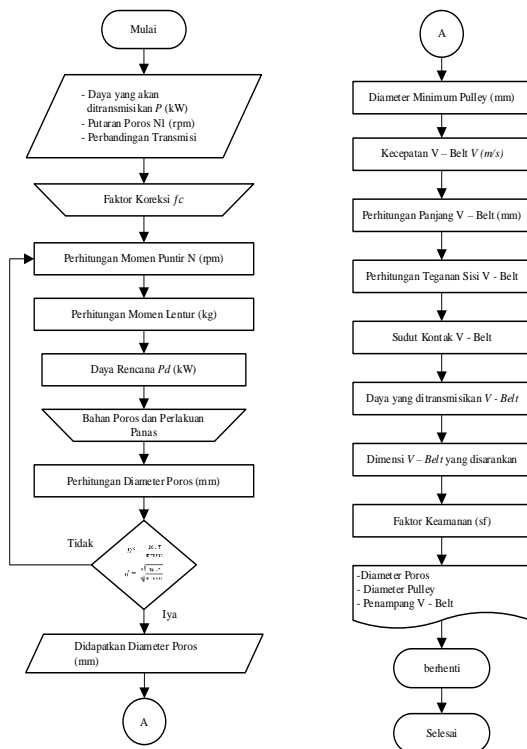 Mulai
- Daya yang akan
ditransmisikan P (kW)
- Putaran Poros Nl (rpm)
- Perbandingan Transmisi
Faktor Koreksi fc
Perhitungan Momen Puntir N (rpm)
Perhitungan Momen Lentur (kg)
Daya Rencana Pd (kW)
Bahan Poros dan Perlakuan
Panas
Perhitungan Diameter Poros (mm)
Tidak
Iya
Didapatkan Diameter Poros
(mm)
A
A
Diameter Minimum Pulley (mm)
Kecepatan V – Belt V (m/s)
Perhitungan Panjang V – Belt (mm)
Perhitungan Teganan Sisi V - Belt
Sudut Kontak V - Belt
Daya yang ditransmisikan V - Belt
Dimensi V – Belt yang disarankan
Faktor Keamanan (sf)
-Diameter Poros
- Diameter Pulley
- Penampang V - Belt
berhenti
Selesai